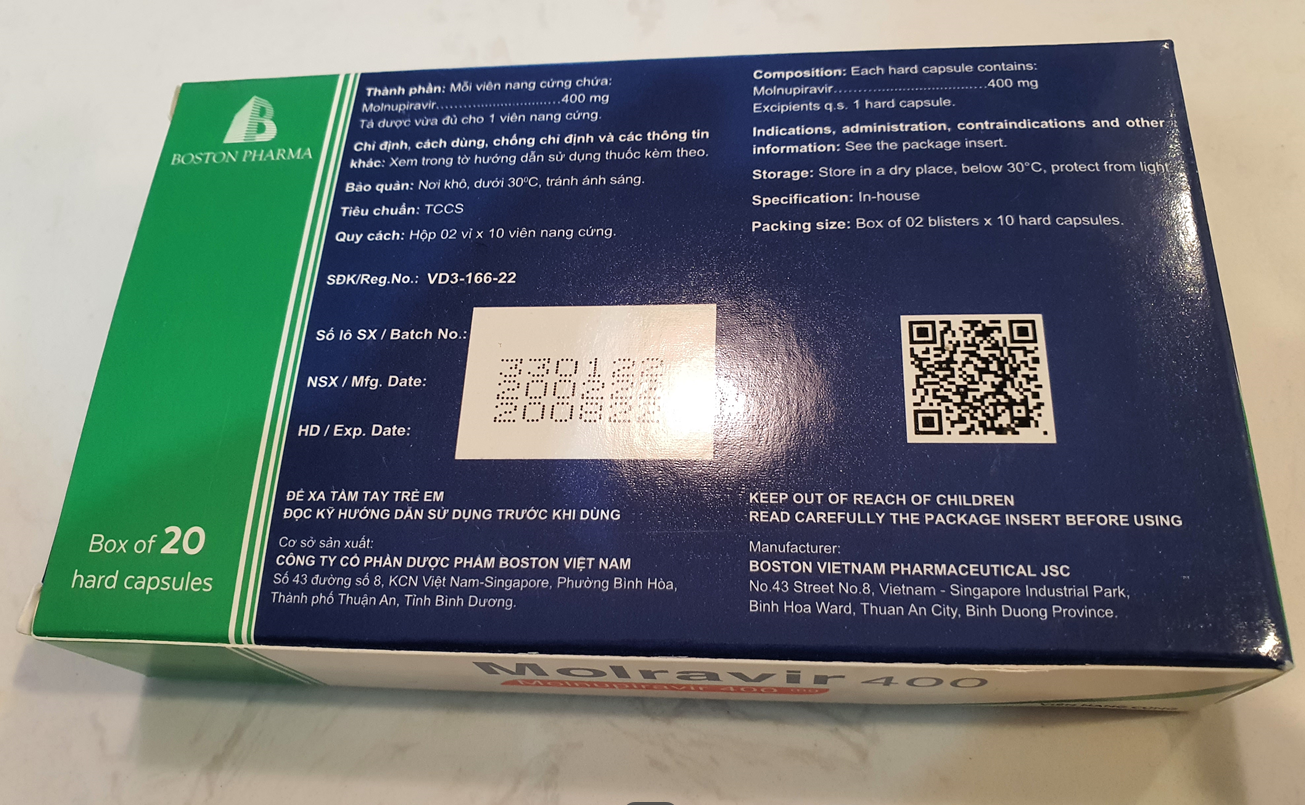 BOSTON PHARMA
Box of 20
hard capsules
Thành phần: Mỗi viên nang cứng chứa:
Molnupiravir..............................400 mg
Tá dược vừa đủ cho 1 viên nang cứng.
Chỉ định, cách dùng, chống chỉ định và các thông tin
khác: Xem trong tờ hướng dẫn sử dụng thuốc kèm theo.
Bảo quản: Nơi khô, dưới 30ºC, tránh ánh sáng.
Tiêu chuẩn: TCCS
Quy cách: Hộp 02 vỉ x 10 viên nang cứng.
SĐK/Reg.No.: VD3-166-22
Số lô SX / Batch No.:
330122
NSX / Mfg. Date:
HD / Exp. Date:
ĐỂ XA TẦM TAY TRẺ EM
ĐỌC KỸ HƯỚNG DẪN SỬ DỤNG TRƯỚC KHI DÙNG
Cơ sở sản xuất:
CÔNG TY CỔ PHẦN DƯỢC PHẨM BOSTON VIỆT NAM
Số 43 đường số 8, KCN Việt Nam-Singapore, Phường Bình Hòa,
Thành phố Thuận An, Tỉnh Bình Dương.
Composition: Each hard capsule contains:
Molnupiravir.....................................400 mg
Excipients q.s. 1 hard capsule.
Indications, administration, contraindications and other
information: See the package insert.
Storage: Store in a dry place, below 30°C, protect from light.
Specification: In-house
Packing size: Box of 02 blisters x 10 hard capsules.
KEEP OUT OF REACH OF CHILDREN
READ CAREFULLY THE PACKAGE INSERT BEFORE USING
Manufacturer:
BOSTON VIETNAM PHARMACEUTICAL JSC
No.43 Street No.8, Vietnam - Singapore Industrial Park,
Binh Hoa Ward, Thuan An City, Binh Duong Province.
Molravir 400
Molnupiravir 400 mg